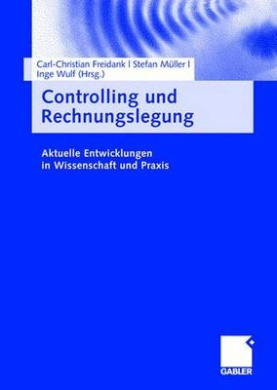 Carl-Christian Freidank | Stefan Müller |
Inge Wulf (Hrsg.)
Controlling und
Rechnungslegung
Aktuelle Entwicklungen
in Wissenschaft und Praxis
GABLER